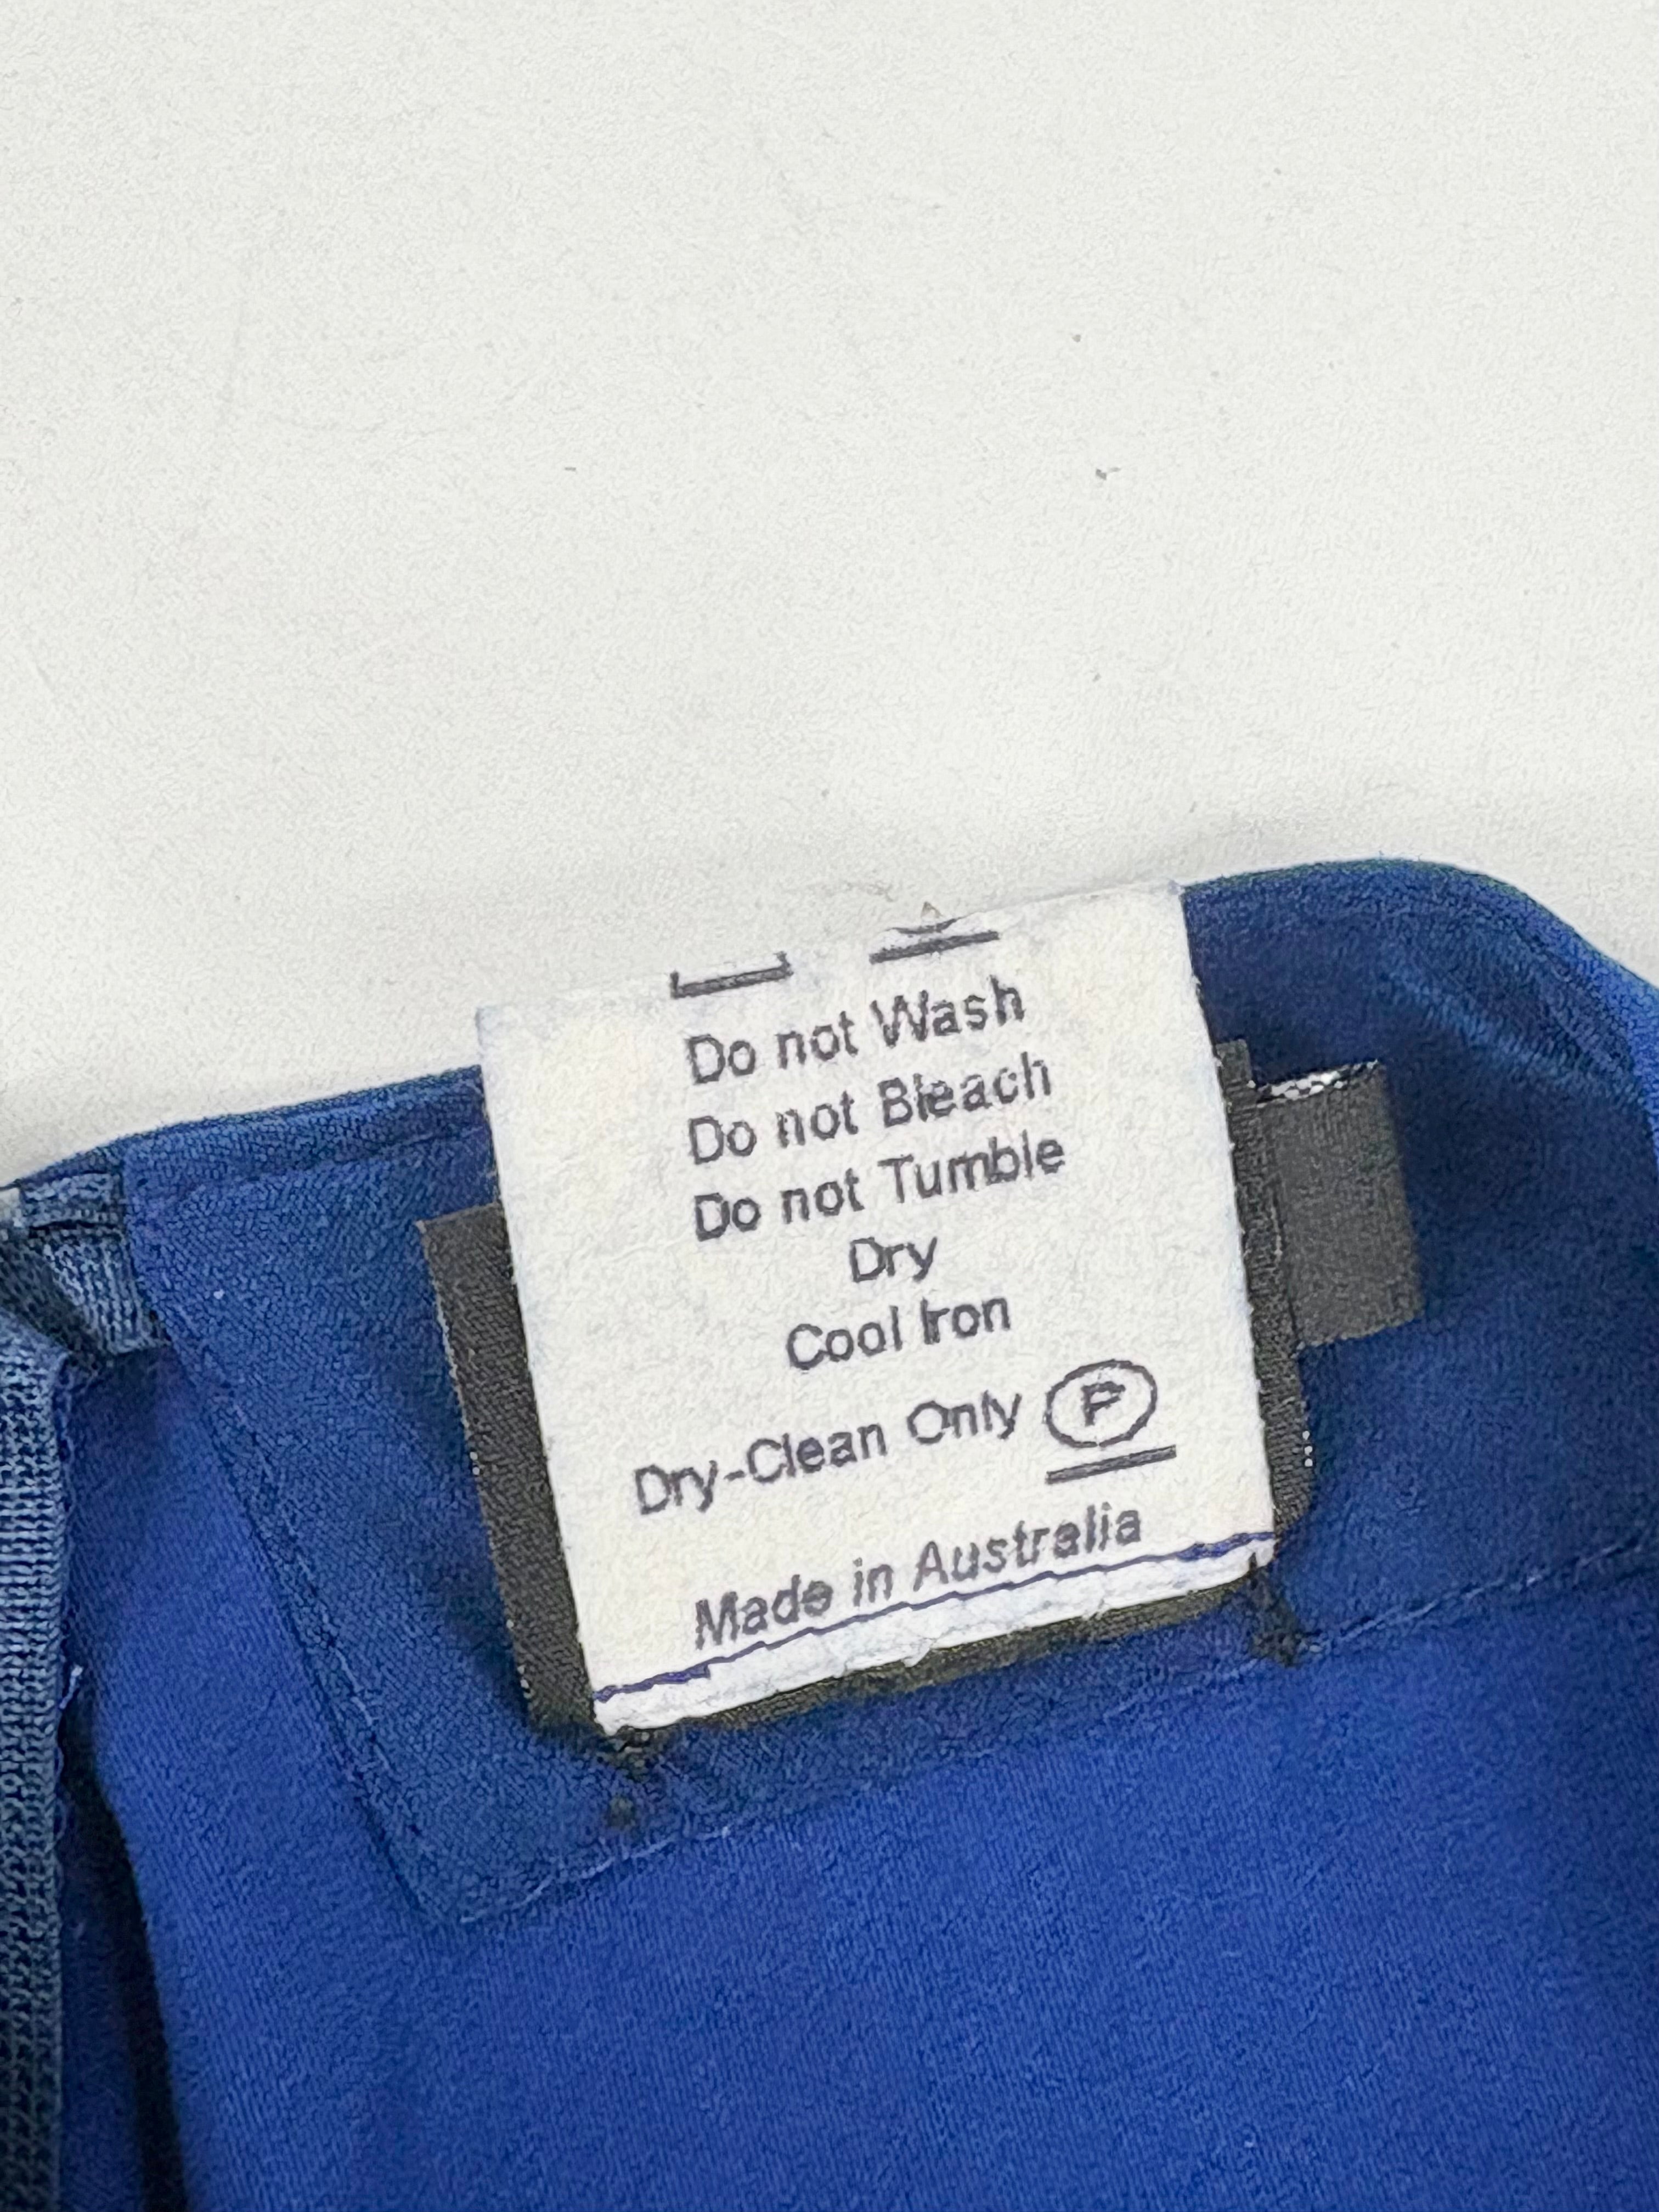 Do not Wash
Do not Bleach
Do not Tumble
Dry
Cool Iron
Dry-Clean Only P
Made in Australia